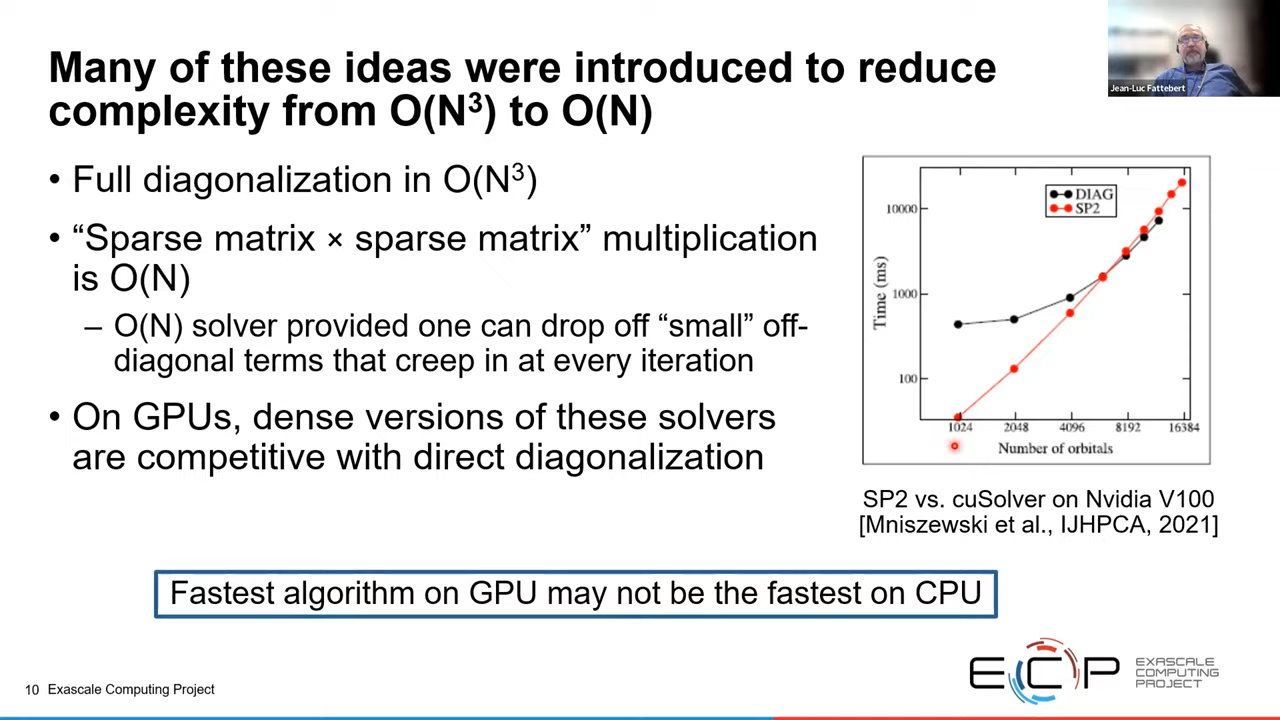 Many of these ideas were introduced to reduce
complexity from O(N³) to O(N)
Jean-Luc Fattebert
• Full diagonalization in O(N³)
• “Sparse matrix × sparse matrix” multiplication
is O(N)
– O(N) solver provided one can drop off “small” off-
diagonal terms that creep in at every iteration
• On GPUs, dense versions of these solvers
are competitive with direct diagonalization
DIAG
SP2
10000
1000
100
Time (ms)
1024 2048 4096 8192 16384
Number of orbitals
SP2 vs. cuSolver on Nvidia V100
[Mniszewski et al., IJHPCA, 2021]
Fastest algorithm on GPU may not be the fastest on CPU
10 Exascale Computing Project
ECP
EXASCALE
COMPUTING
PROJECT